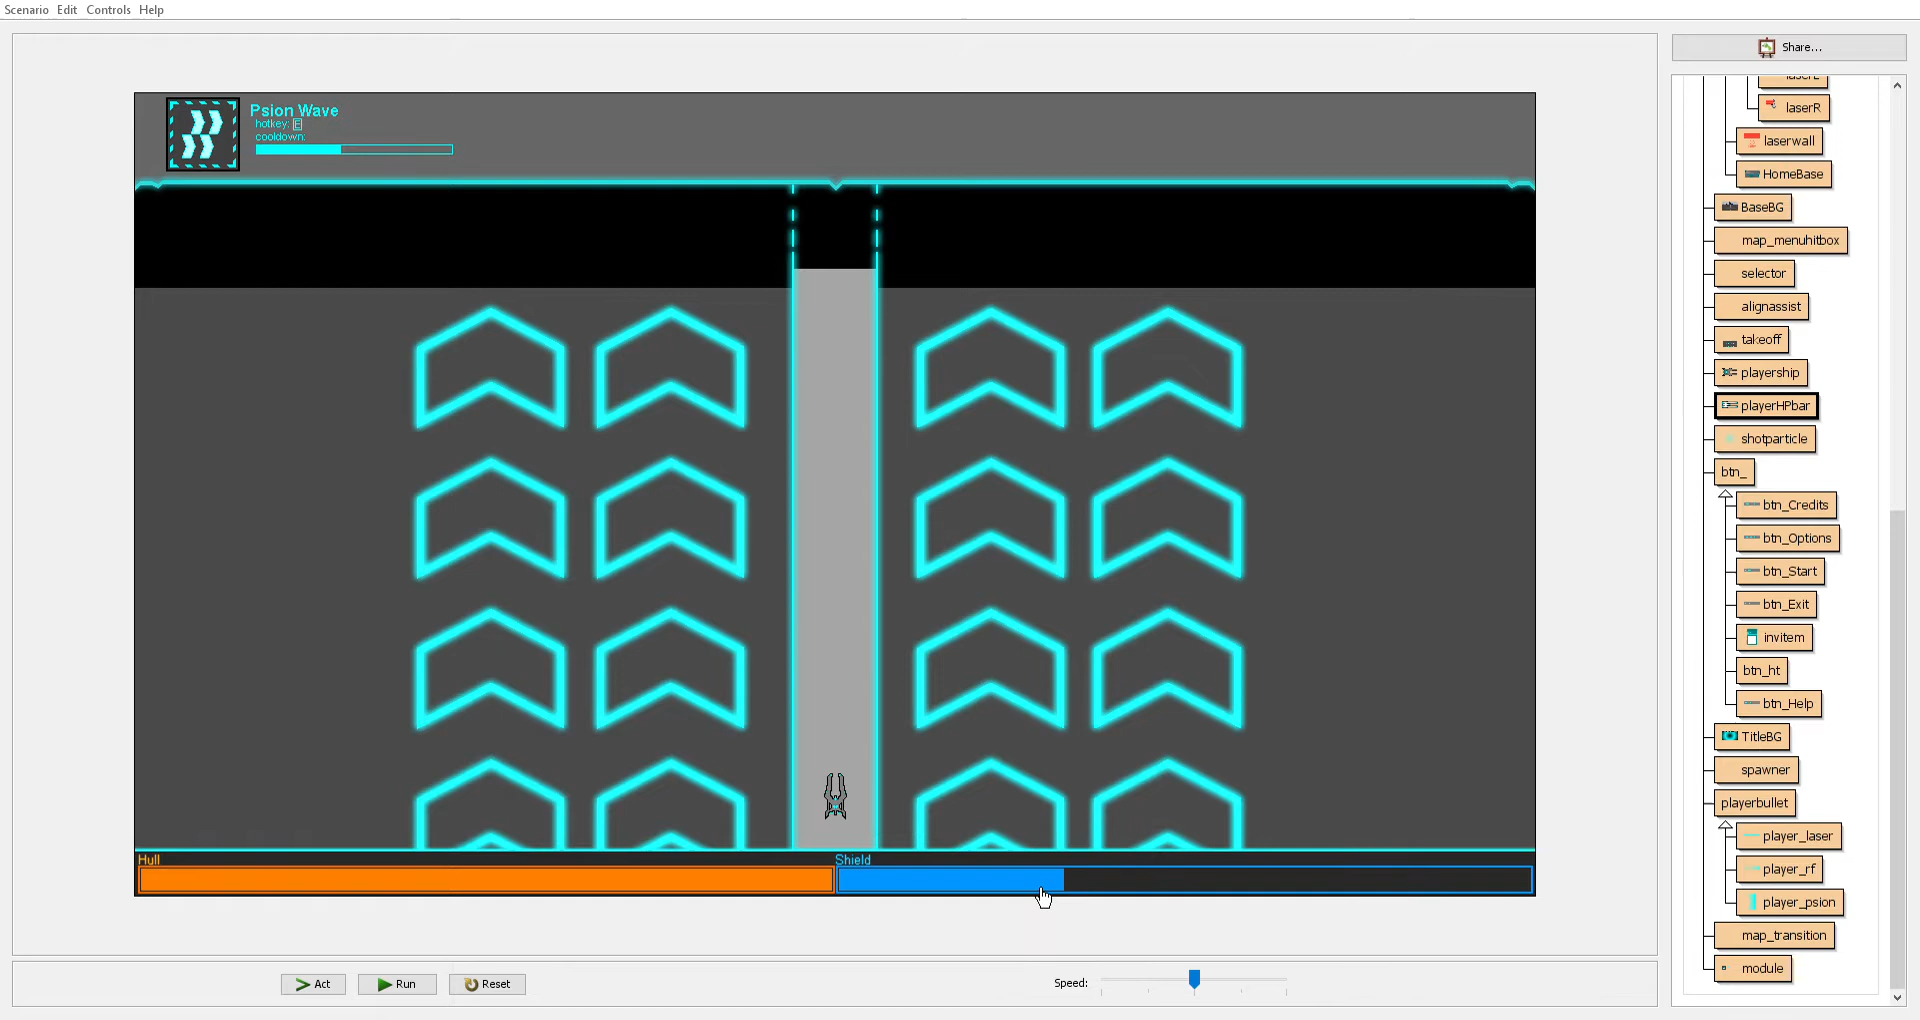 Scenario Edit Controls Help
Share...
Psion Wave
hotkey: E
cooldown:
Hull
Shield
Act
Run
Reset
Speed:
laserR
laserwall
HomeBase
BaseBG
map_menuhitbox
selector
alignassist
takeoff
playership
playerHPbar
shotparticle
btn_
btn_Credits
btn_Options
btn_Start
btn_Exit
invitem
btn_ht
btn_Help
TitleBG
spawner
playerbullet
player_laser
player_rf
player_psion
map_transition
module